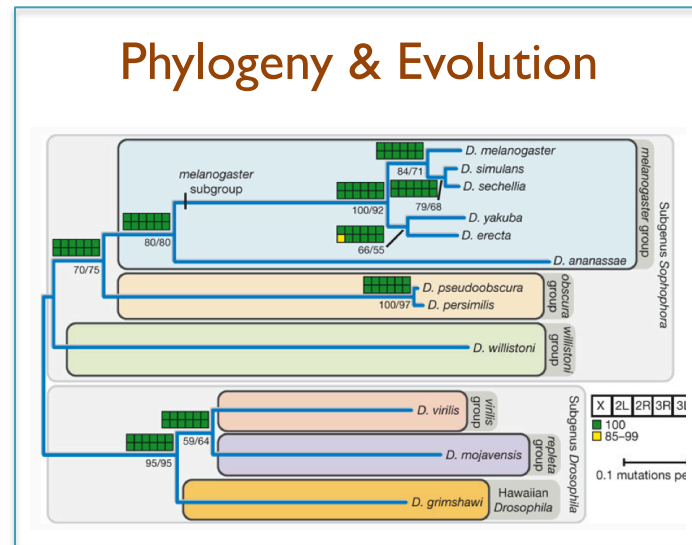 Phylogeny & Evolution
melanogaster
subgroup
D. melanogaster
84/71
D. simulans
D. sechellia
79/68
100/92
D. yakuba
D. erecta
66/55
80/80
D. ananassae
melanogaster group
70/75
D. pseudoobscura
D. persimilis
100/97
obscura
group
D. willistoni
willistoni
group
Subgenus Sophophora
D. virilis
virilis
group
59/64
D. mojavensis
repleta
group
95/95
D. grimshawi
Hawaiian
Drosophila
Subgenus Drosophila
X 2L 2R 3R 3L
100
85–99
0.1 mutations pe